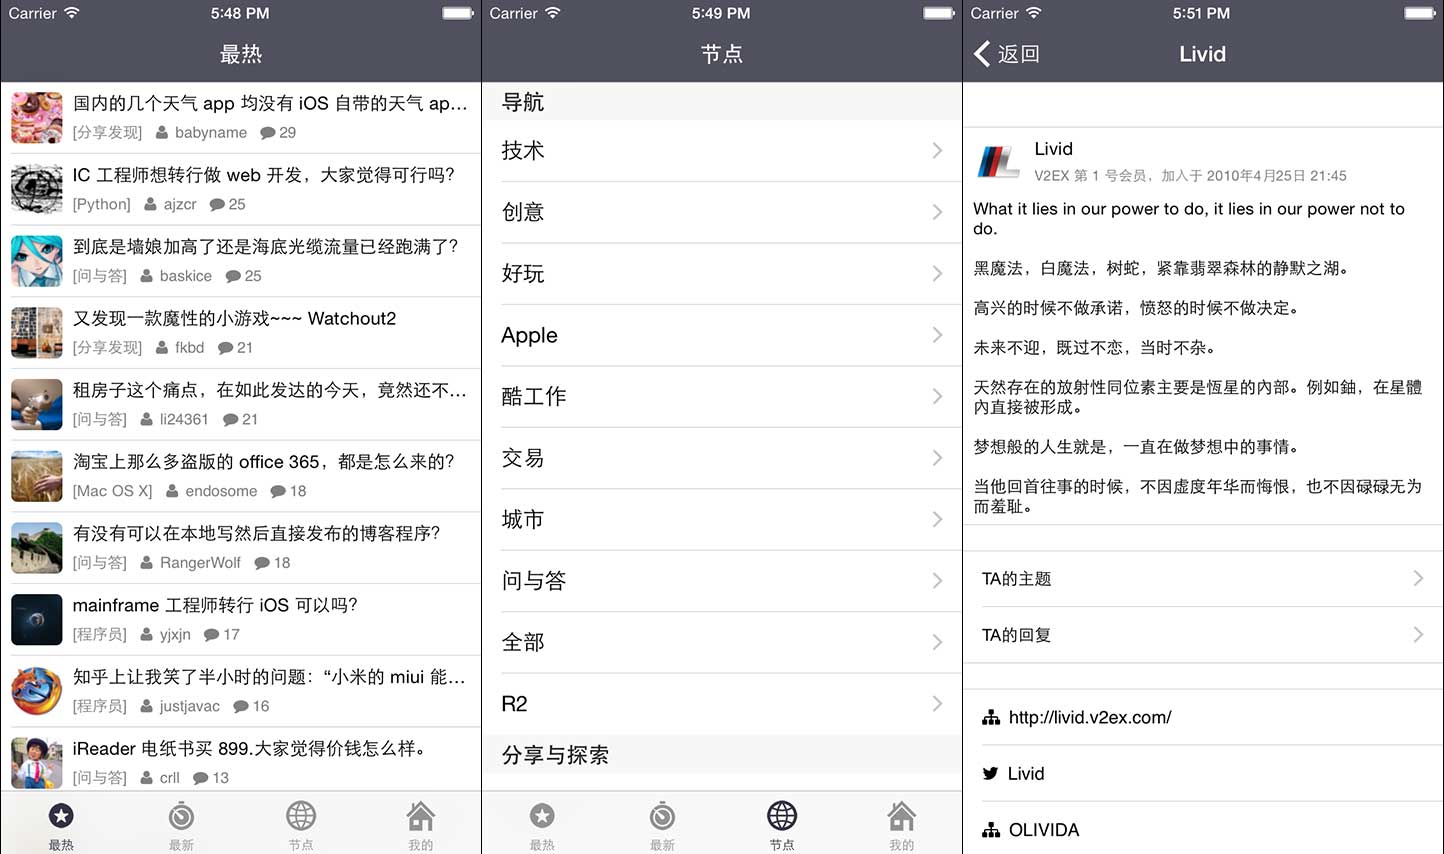 Carrier 5:48 PM
最热
国内的几个天气 app 均没有 iOS 自带的天气 ap...
[分享发现] babyname 29
IC 工程师想转行做 web 开发，大家觉得可行吗？
[Python] ajzcr 25
到底是墙娘加高了还是海底光缆流量已经跑满了？
[问与答] baskice 25
又发现一款魔性的小游戏~~~ Watchout2
[分享发现] fkbd 21
租房子这个痛点，在如此发达的今天，竟然还不...
[问与答] li24361 21
淘宝上那么多盗版的 office 365，都是怎么来的？
[Mac OS X] endosome 18
有没有可以在本地写然后直接发布的博客程序？
[问与答] RangerWolf 18
mainframe 工程师转行 iOS 可以吗？
[程序员] yjxjn 17
知乎上让我笑了半小时的问题：“小米的 miui 能...
[程序员] justjavac 16
iReader 电纸书买 899.大家觉得价钱怎么样。
[问与答] crll 13
最热 最新 节点 我的
Carrier 5:49 PM
节点
导航
技术
创意
好玩
Apple
酷工作
交易
城市
问与答
全部
R2
分享与探索
最热 最新 节点 我的
Carrier 5:51 PM
返回 Livid
Livid
V2EX 第 1 号会员，加入于 2010年4月25日 21:45
What it lies in our power to do, it lies in our power not to
do.
黑魔法，白魔法，树蛇，紧靠翡翠森林的静默之湖。
高兴的时候不做承诺，愤怒的时候不做决定。
未来不迎，既过不恋，当时不杂。
天然存在的放射性同位素主要是恆星的內部。例如鈾，在星體
內直接被形成。
梦想般的人生就是，一直在做梦想中的事情。
当他回首往事的时候，不因虚度年华而悔恨，也不因碌碌无为
而羞耻。
TA的主题
TA的回复
http://livid.v2ex.com/
Livid
OLIVIDA